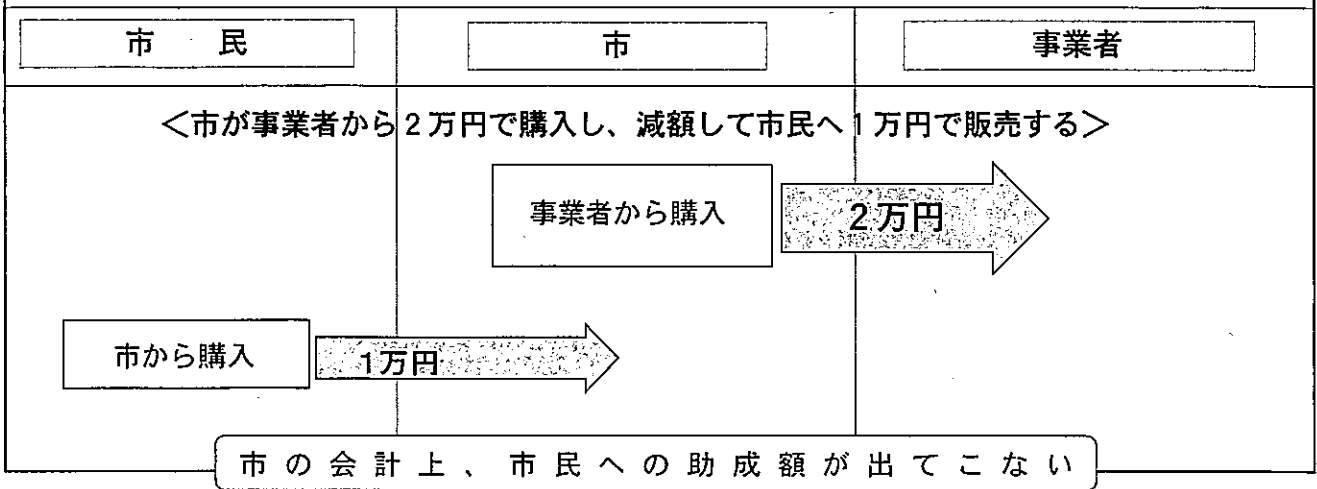 市　民
市
事業者
＜市が事業者から２万円で購入し、減額して市民へ１万円で販売する＞
事業者から購入
２万円
市から購入
１万円
市の会計上、市民への助成額が出てこない